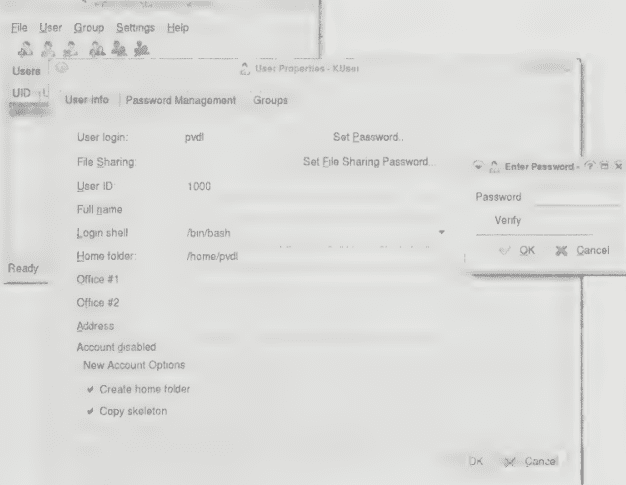 File User Group Settings Help
Users
UID
User Properties - KUser
User info Password Management Groups
User login: pvdl Set Password..
File Sharing: Set File Sharing Password...
User ID: 1000
Full name
Login shell /bin/bash
Home folder: /home/pvdl
Office #1
Office #2
Address
Account disabled
New Account Options
Create home folder
Copy skeleton
OK Cancel
Ready
Enter Password -
Password
Verify
OK Cancel